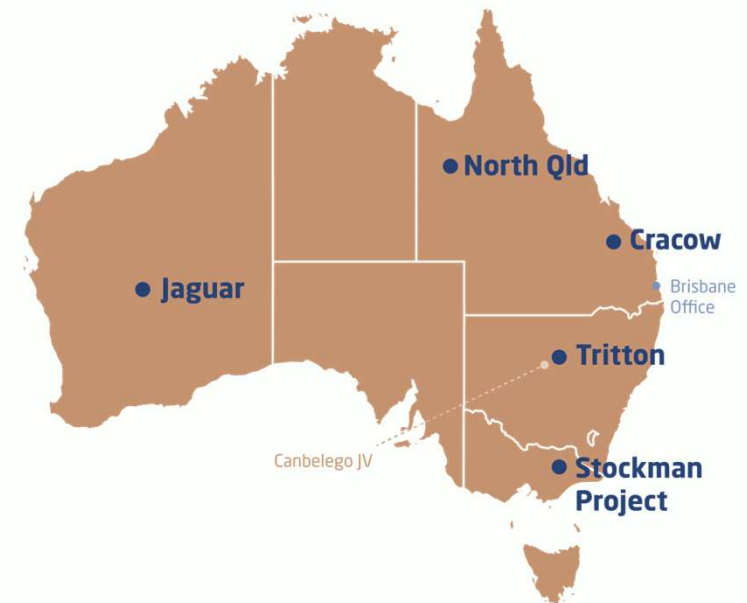 North Qld
Cracow
Jaguar
Brisbane
Office
Tritton
Canbelego JV
Stockman
Project